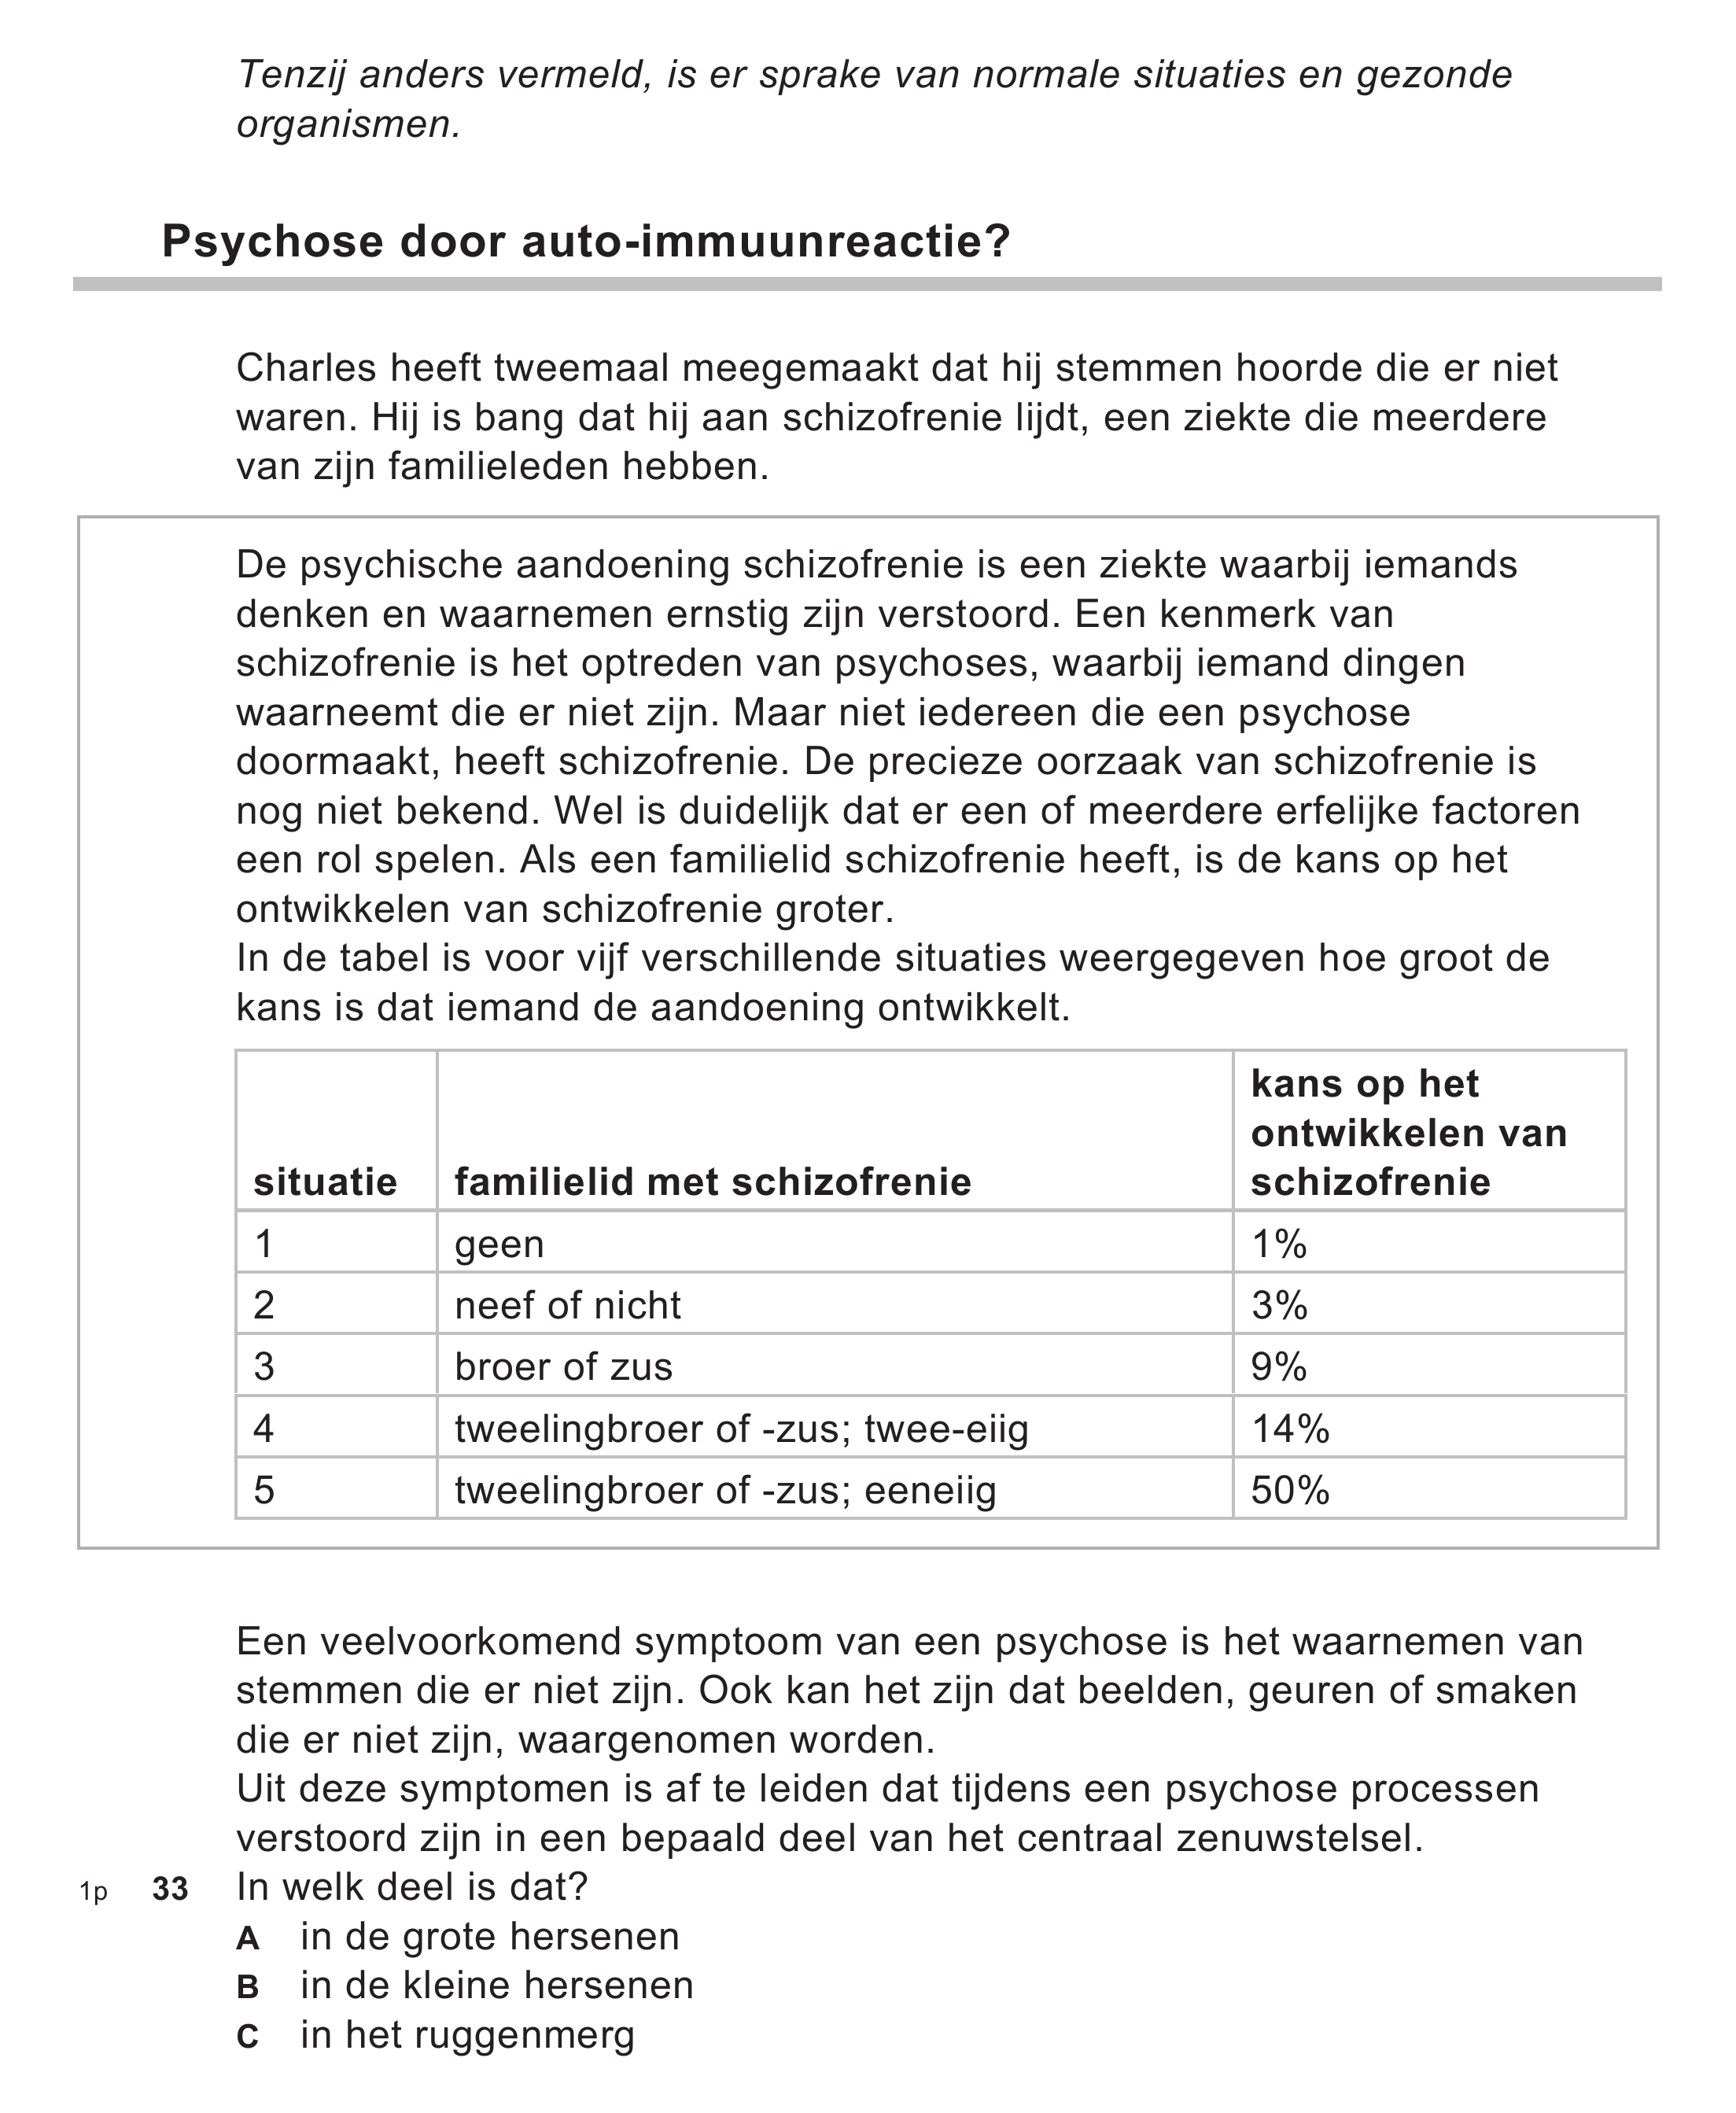 Tenzij anders vermeld, is er sprake van normale situaties en gezonde
organismen.
Psychose door auto-immuunreactie?
Charles heeft tweemaal meegemaakt dat hij stemmen hoorde die er niet
waren. Hij is bang dat hij aan schizofrenie lijdt, een ziekte die meerdere
van zijn familieleden hebben.
De psychische aandoening schizofrenie is een ziekte waarbij iemands
denken en waarnemen ernstig zijn verstoord. Een kenmerk van
schizofrenie is het optreden van psychoses, waarbij iemand dingen
waarneemt die er niet zijn. Maar niet iedereen die een psychose
doormaakt, heeft schizofrenie. De precieze oorzaak van schizofrenie is
nog niet bekend. Wel is duidelijk dat er een of meerdere erfelijke factoren
een rol spelen. Als een familielid schizofrenie heeft, is de kans op het
ontwikkelen van schizofrenie groter.
In de tabel is voor vijf verschillende situaties weergegeven hoe groot de
kans is dat iemand de aandoening ontwikkelt.
kans op het
ontwikkelen van
situatie familielid met schizofrenie schizofrenie
1 geen 1%
2 neef of nicht 3%
3 broer of zus 9%
4 tweelingbroer of -zus; twee-eiig 14%
5 tweelingbroer of -zus; eeneiig 50%
Een veelvoorkomend symptoom van een psychose is het waarnemen van
stemmen die er niet zijn. Ook kan het zijn dat beelden, geuren of smaken
die er niet zijn, waargenomen worden.
Uit deze symptomen is af te leiden dat tijdens een psychose processen
verstoord zijn in een bepaald deel van het centraal zenuwstelsel.
1p 33 In welk deel is dat?
A in de grote hersenen
B in de kleine hersenen
C in het ruggenmerg